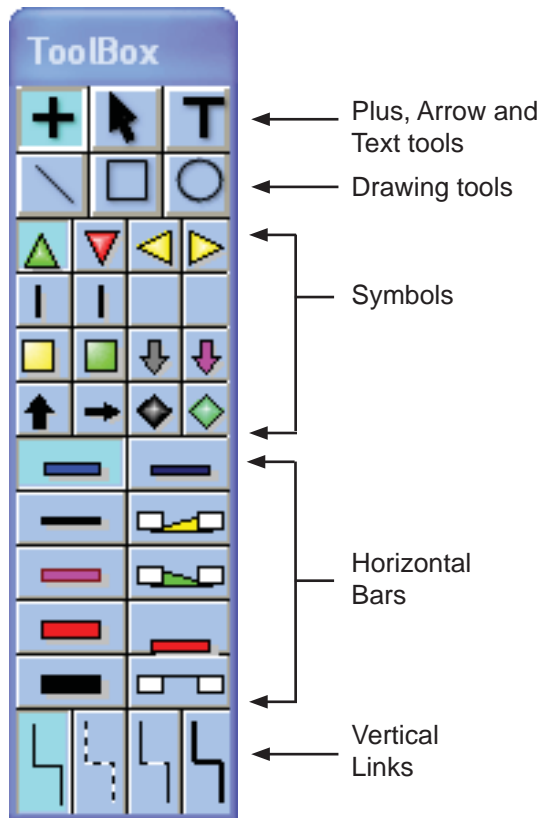 ToolBox
T
Plus, Arrow and
Text tools
Drawing tools
Symbols
Horizontal
Bars
Vertical
Links